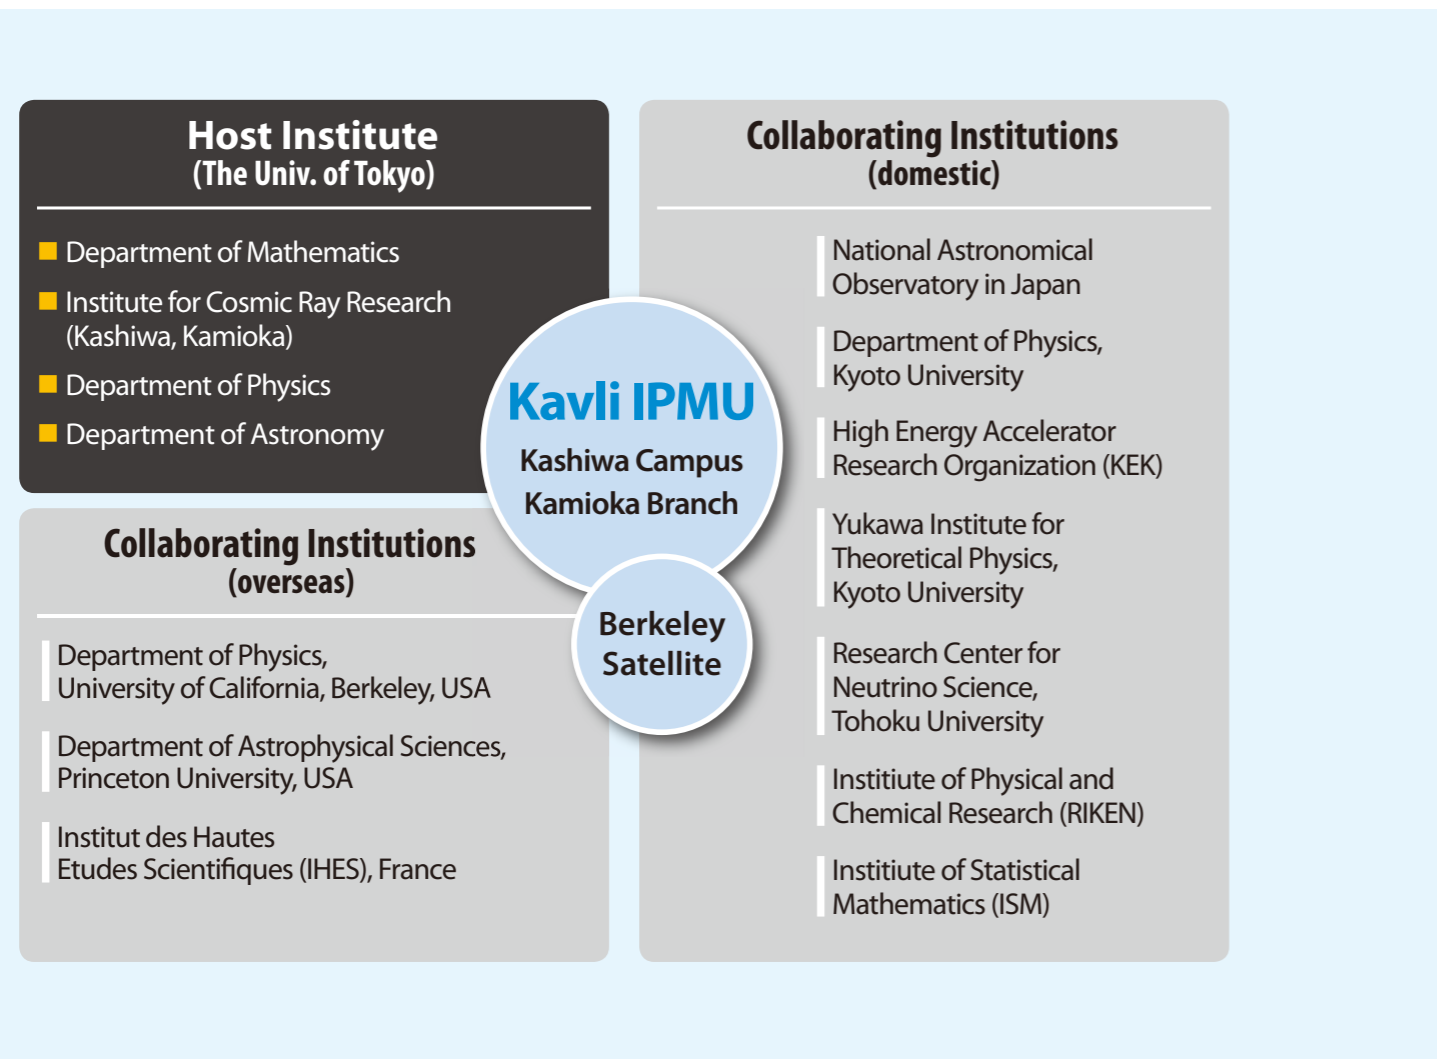 Host Institute
(The Univ. of Tokyo)
Department of Mathematics
Institute for Cosmic Ray Research
(Kashiwa, Kamioka)
Department of Physics
Department of Astronomy
Kavli IPMU
Kashiwa Campus
Kamioka Branch
Berkeley
Satellite
Collaborating Institutions
(overseas)
Department of Physics,
University of California, Berkeley, USA
Department of Astrophysical Sciences,
Princeton University, USA
Institut des Hautes
Etudes Scientifiques (IHES), France
Collaborating Institutions
(domestic)
National Astronomical
Observatory in Japan
Department of Physics,
Kyoto University
High Energy Accelerator
Research Organization (KEK)
Yukawa Institute for
Theoretical Physics,
Kyoto University
Research Center for
Neutrino Science,
Tohoku University
Institiute of Physical and
Chemical Research (RIKEN)
Institiute of Statistical
Mathematics (ISM)